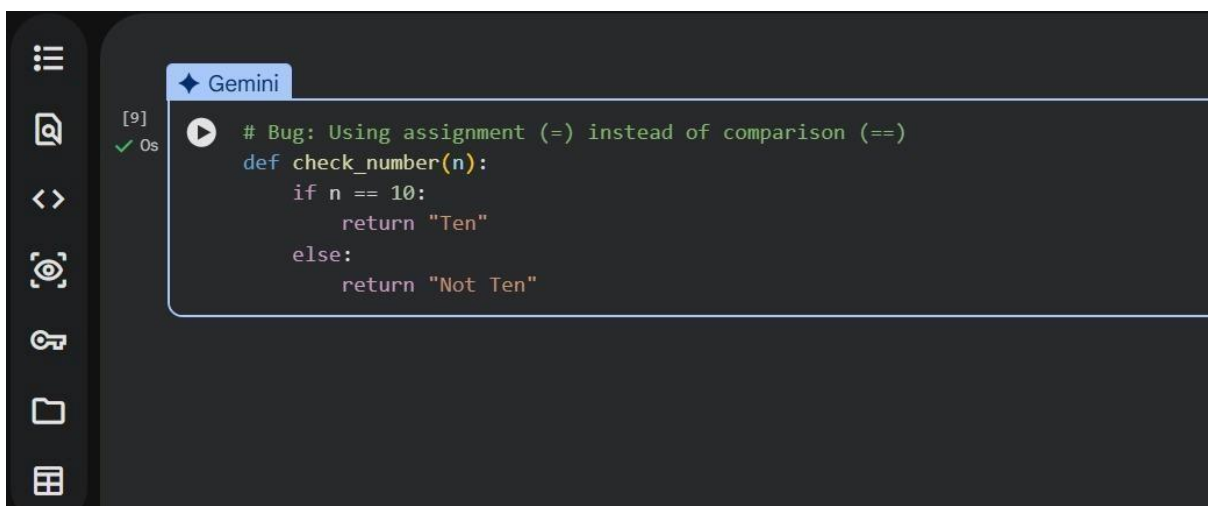 Gemini
[9]
0s
# Bug: Using assignment (=) instead of comparison (==)
def check_number(n):
    if n == 10:
        return "Ten"
    else:
        return "Not Ten"